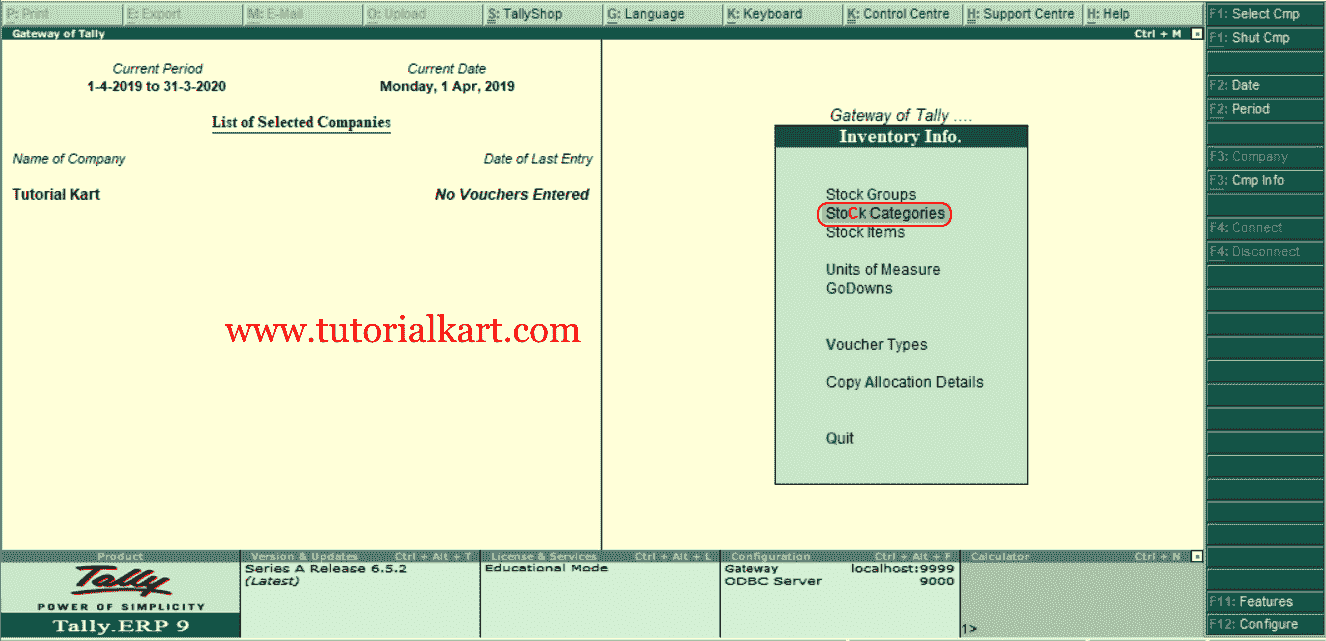 P: Print E: Export M: E-Mail O: Upload S: TallyShop G: Language K: Keyboard K: Control Centre H: Support Centre H: Help
Gateway of Tally Ctrl + M
Current Period Current Date
1-4-2019 to 31-3-2020 Monday, 1 Apr, 2019
List of Selected Companies
Name of Company Date of Last Entry
Tutorial Kart No Vouchers Entered
www.tutorialkart.com
Gateway of Tally ....
Inventory Info.
Stock Groups
StoCk Categories
Stock Items
Units of Measure
GoDowns
Voucher Types
Copy Allocation Details
Quit
F1: Select Cmp
F1: Shut Cmp
F2: Date
F2: Period
F3: Company
F3: Cmp Info
F4: Connect
F4: Disconnect
F11: Features
F12: Configure
Product
Tally
POWER OF SIMPLICITY
Tally.ERP 9
Version & Updates Ctrl + Alt + T
Series A Release 6.5.2
(Latest)
License & Services Ctrl + Alt + L
Educational Mode
Configuration Ctrl + Alt + F
Gateway localhost:9999
ODBC Server 9000
Calculator Ctrl + N
1>